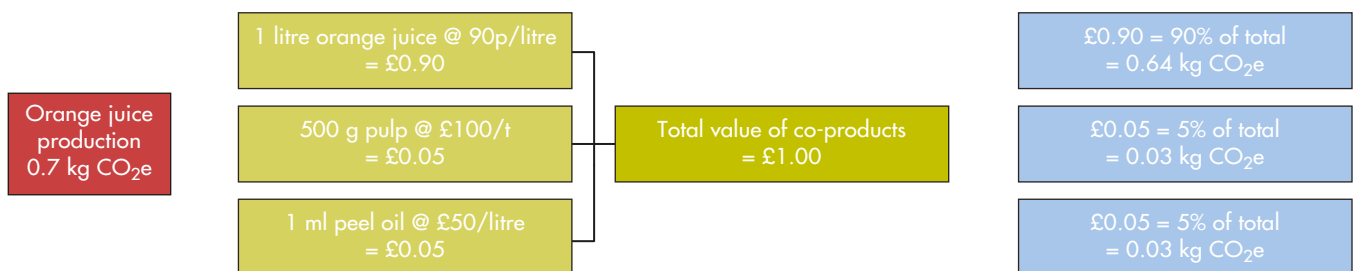 Orange juice
production
0.7 kg CO₂e
1 litre orange juice @ 90p/litre
= £0.90
500 g pulp @ £100/t
= £0.05
1 ml peel oil @ £50/litre
= £0.05
Total value of co-products
= £1.00
£0.90 = 90% of total
= 0.64 kg CO₂e
£0.05 = 5% of total
= 0.03 kg CO₂e
£0.05 = 5% of total
= 0.03 kg CO₂e